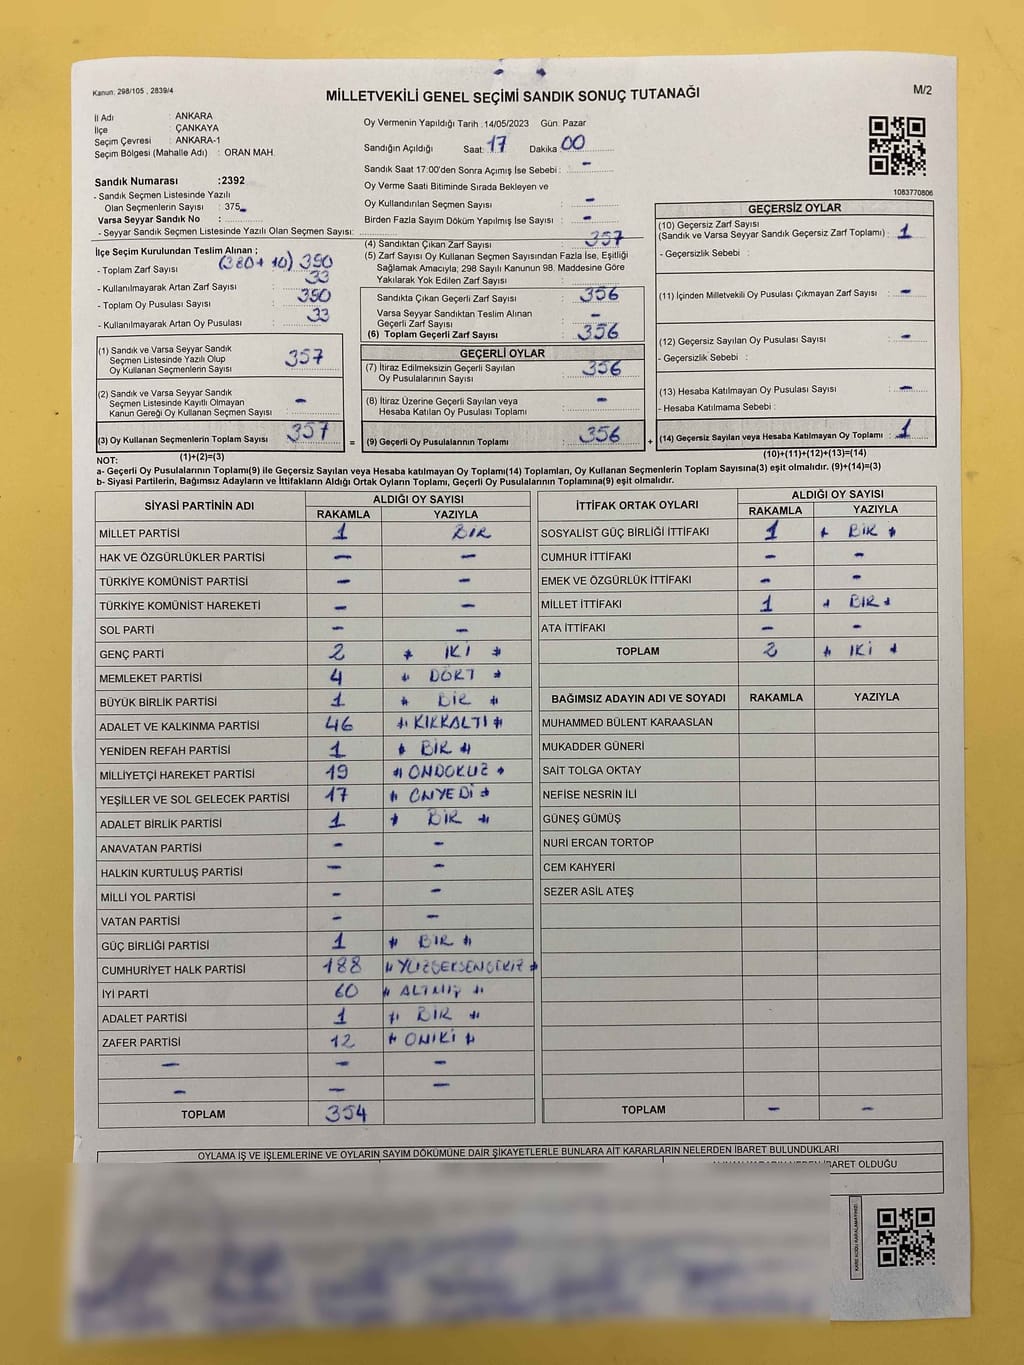 Kanun: 298/105 , 2839/4
MİLLETVEKİLİ GENEL SEÇİMİ SANDIK SONUÇ TUTANAĞI
M/2
İl Adı : ANKARA
İlçe : ÇANKAYA
Seçim Çevresi : ANKARA-1
Seçim Bölgesi (Mahalle Adı) : ORAN MAH.
Sandık Numarası :2392
- Sandık Seçmen Listesinde Yazılı
Olan Seçmenlerin Sayısı : 375
Varsa Seyyar Sandık No :
- Seyyar Sandık Seçmen Listesinde Yazılı Olan Seçmen Sayısı:
Oy Vermenin Yapıldığı Tarih :14/05/2023 Gün: Pazar
Sandığın Açıldığı Saat: 17 Dakika : 00
Sandık Saat 17:00'den Sonra Açımış İse Sebebi : -
Oy Verme Saati Bitiminde Sırada Bekleyen ve
Oy Kullandırılan Seçmen Sayısı : -
Birden Fazla Sayım Döküm Yapılmış İse Sayısı : -
1083770806
İlçe Seçim Kurulundan Teslim Alınan :
- Toplam Zarf Sayısı (380+10) 390
- Kullanılmayarak Artan Zarf Sayısı : 33
- Toplam Oy Pusulası Sayısı : 390
- Kullanılmayarak Artan Oy Pusulası : 33
(1) Sandık ve Varsa Seyyar Sandık
Seçmen Listesinde Yazılı Olup
Oy Kullanan Seçmenlerin Sayısı : 357
(2) Sandık ve Varsa Seyyar Sandık
Seçmen Listesinde Kayıtlı Olmayan
Kanun Gereği Oy Kullanan Seçmen Sayısı : -
(3) Oy Kullanan Seçmenlerin Toplam Sayısı : 357
(1)+(2)=(3)
(4) Sandıktan Çıkan Zarf Sayısı : 357
(5) Zarf Sayısı Oy Kullanan Seçmen Sayısından Fazla İse, Eşitliği
Sağlamak Amacıyla; 298 Sayılı Kanunun 98. Maddesine Göre
Yakılarak Yok Edilen Zarf Sayısı :
Sandıkta Çıkan Geçerli Zarf Sayısı : 356
Varsa Seyyar Sandıktan Teslim Alınan
Geçerli Zarf Sayısı : -
(6) Toplam Geçerli Zarf Sayısı : 356
GEÇERLİ OYLAR
(7) İtiraz Edilmeksizin Geçerli Sayılan
Oy Pusulalarının Sayısı : 356
(8) İtiraz Üzerine Geçerli Sayılan veya
Hesaba Katılan Oy Pusulası Toplamı : -
= (9) Geçerli Oy Pusulalarının Toplamı : 356
GEÇERSİZ OYLAR
(10) Geçersiz Zarf Sayısı
(Sandık ve Varsa Seyyar Sandık Geçersiz Zarf Toplamı) : 1
- Geçersizlik Sebebi :
(11) İçinden Milletvekili Oy Pusulası Çıkmayan Zarf Sayısı : -
(12) Geçersiz Sayılan Oy Pusulası Sayısı : -
- Geçersizlik Sebebi :
(13) Hesaba Katılmayan Oy Pusulası Sayısı : -
- Hesaba Katılmama Sebebi :
+ (14) Geçersiz Sayılan veya Hesaba Katılmayan Oy Toplamı : 1
(10)+(11)+(12)+(13)=(14)
NOT:
a- Geçerli Oy Pusulalarının Toplamı(9) ile Geçersiz Sayılan veya Hesaba katılmayan Oy Toplamı(14) Toplamları, Oy Kullanan Seçmenlerin Toplam Sayısına(3) eşit olmalıdır. (9)+(14)=(3)
b- Siyasi Partilerin, Bağımsız Adayların ve İttifakların Aldığı Ortak Oyların Toplamı, Geçerli Oy Pusulalarının Toplamına(9) eşit olmalıdır.
SİYASİ PARTİNİN ADI ALDIĞI OY SAYISI
RAKAMLA YAZIYLA
MİLLET PARTİSİ 1 BİR
HAK VE ÖZGÜRLÜKLER PARTİSİ - -
TÜRKİYE KOMÜNİST PARTİSİ - -
TÜRKİYE KOMÜNİST HAREKETİ - -
SOL PARTİ - -
GENÇ PARTİ 2 İKİ
MEMLEKET PARTİSİ 4 DÖRT
BÜYÜK BİRLİK PARTİSİ 1 BİR
ADALET VE KALKINMA PARTİSİ 46 KIRKALTI
YENİDEN REFAH PARTİSİ 1 BİR
MİLLİYETÇİ HAREKET PARTİSİ 19 ONDOKUZ
YEŞİLLER VE SOL GELECEK PARTİSİ 17 ONYEDİ
ADALET BİRLİK PARTİSİ 1 BİR
ANAVATAN PARTİSİ - -
HALKIN KURTULUŞ PARTİSİ - -
MİLLİ YOL PARTİSİ - -
VATAN PARTİSİ - -
GÜÇ BİRLİĞİ PARTİSİ 1 BİR
CUMHURİYET HALK PARTİSİ 188 YÜZSEKSENSEKİZ
İYİ PARTİ 60 ALTMIŞ
ADALET PARTİSİ 1 BİR
ZAFER PARTİSİ 12 ONİKİ
- - -
- - -
TOPLAM 354
İTTİFAK ORTAK OYLARI ALDIĞI OY SAYISI
RAKAMLA YAZIYLA
SOSYALİST GÜÇ BİRLİĞİ İTTİFAKI 1 BİR
CUMHUR İTTİFAKI - -
EMEK VE ÖZGÜRLÜK İTTİFAKI - -
MİLLET İTTİFAKI 1 BİR
ATA İTTİFAKI - -
TOPLAM 2 İKİ
BAĞIMSIZ ADAYIN ADI VE SOYADI RAKAMLA YAZIYLA
MUHAMMED BÜLENT KARAASLAN
MUKADDER GÜNERİ
SAİT TOLGA OKTAY
NEFİSE NESRİN İLİ
GÜNEŞ GÜMÜŞ
NURİ ERCAN TORTOP
CEM KAHYERİ
SEZER ASİL ATEŞ
TOPLAM - -
OYLAMA İŞ VE İŞLEMLERİNE VE OYLARIN SAYIM DÖKÜMÜNE DAİR ŞİKAYETLERLE BUNLARA AİT KARARLARIN NELERDEN İBARET BULUNDUKLARI
İBARET OLDUĞU
KARE KODU KARALAMAYINIZ!